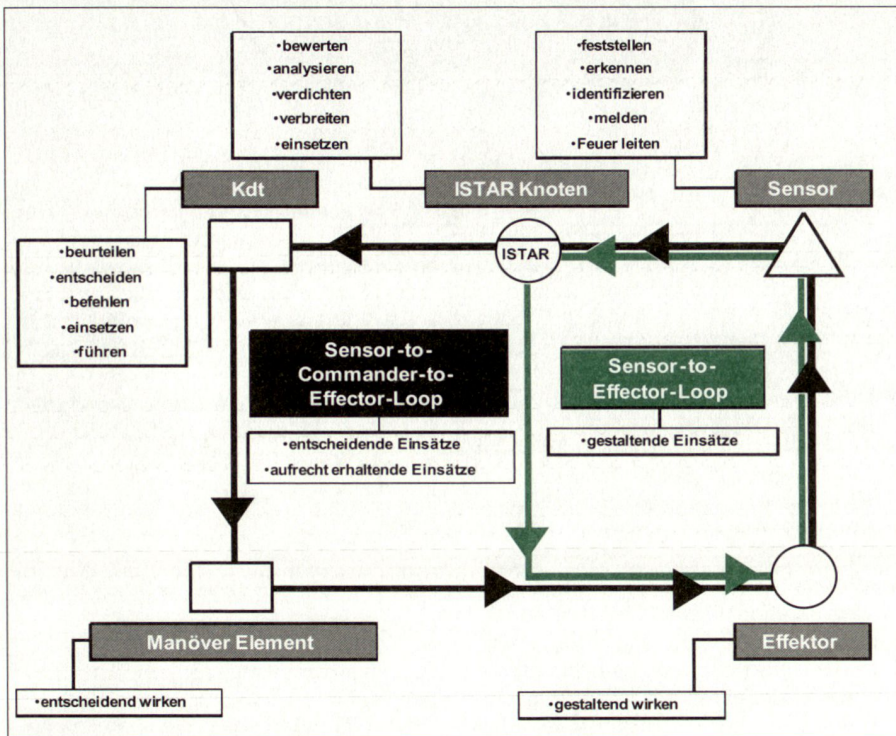 •bewerten
•analysieren
•verdichten
•verbreiten
•einsetzen
•feststellen
•erkennen
•identifizieren
•melden
•Feuer leiten
Kdt
ISTAR Knoten
Sensor
•beurteilen
•entscheiden
•befehlen
•einsetzen
•führen
ISTAR
Sensor-to-
Commander-to-
Effector-Loop
•entscheidende Einsätze
•aufrecht erhaltende Einsätze
Sensor-to-
Effector-Loop
•gestaltende Einsätze
Manöver Element
Effektor
•entscheidend wirken
•gestaltend wirken